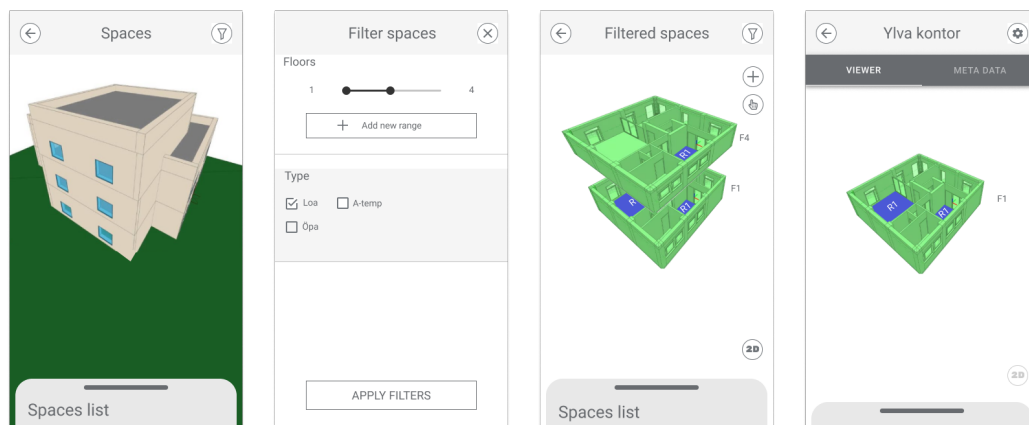 Spaces
Spaces list
Filter spaces
Floors
1
4
Add new range
Type
Loa
A-temp
Öpa
APPLY FILTERS
Filtered spaces
F4
R1
F1
R
R1
2D
Spaces list
Ylva kontor
VIEWER
META DATA
F1
R1
R1
2D